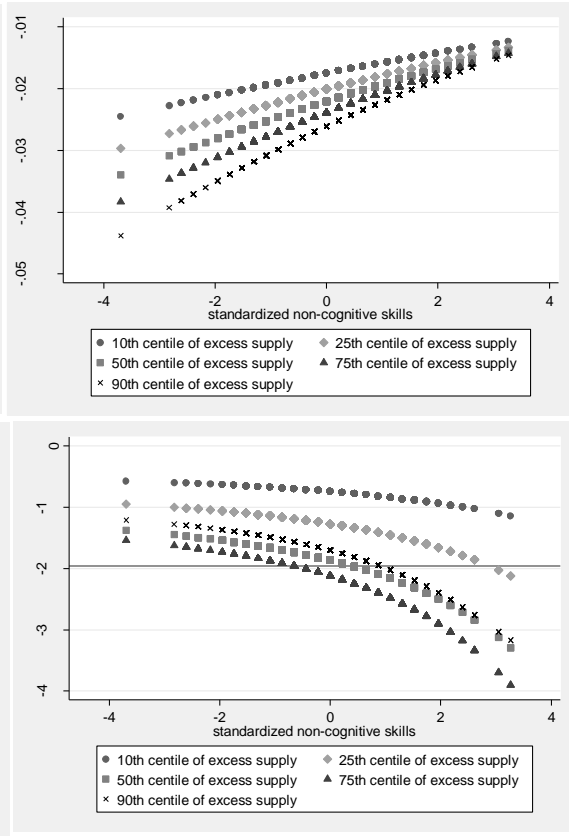 -.01
-.02
-.03
-.04
-.05
-4 -2 0 2 4
standardized non-cognitive skills
10th centile of excess supply 25th centile of excess supply
50th centile of excess supply 75th centile of excess supply
90th centile of excess supply
0
-1
-2
-3
-4
-4 -2 0 2 4
standardized non-cognitive skills
10th centile of excess supply 25th centile of excess supply
50th centile of excess supply 75th centile of excess supply
90th centile of excess supply